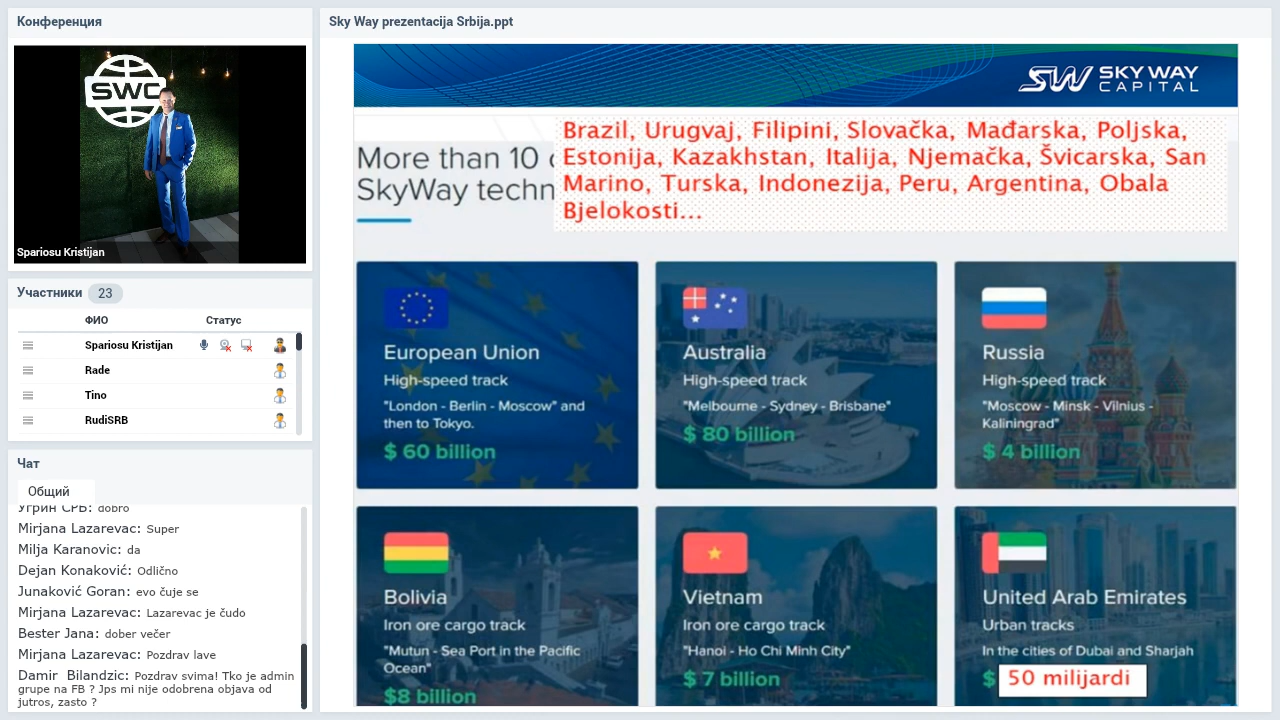 Конференция
SWC
Spariosu Kristijan
Участники 23
ФИО Статус
Spariosu Kristijan
Rade
Tino
RudiSRB
Чат
Общий
Угрин СРБ: dobro
Mirjana Lazarevac: Super
Milja Karanovic: da
Dejan Konaković: Odlično
Junaković Goran: evo čuje se
Mirjana Lazarevac: Lazarevac je čudo
Bester Jana: dober večer
Mirjana Lazarevac: Pozdrav lave
Damir Bilandzic: Pozdrav svima! Tko je admin
grupe na FB ? Jps mi nije odobrena objava od
jutros, zasto ?
Sky Way prezentacija Srbija.ppt
SW SKY WAY
CAPITAL
More than 10
SkyWay techn
Brazil, Urugvaj, Filipini, Slovačka, Mađarska, Poljska,
Estonija, Kazakhstan, Italija, Njemačka, Švicarska, San
Marino, Turska, Indonezija, Peru, Argentina, Obala
Bjelokosti...
European Union
High-speed track
"London - Berlin - Moscow" and
then to Tokyo.
$ 60 billion
Australia
High-speed track
"Melbourne - Sydney - Brisbane"
$ 80 billion
Russia
High-speed track
"Moscow - Minsk - Vilnius -
Kaliningrad"
$ 4 billion
Bolivia
Iron ore cargo track
"Mutun - Sea Port in the Pacific
Ocean"
$8 billion
Vietnam
Iron ore cargo track
"Hanoi - Ho Chi Minh City"
$ 7 billion
United Arab Emirates
Urban tracks
In the cities of Dubai and Sharjah
$ 50 milijardi